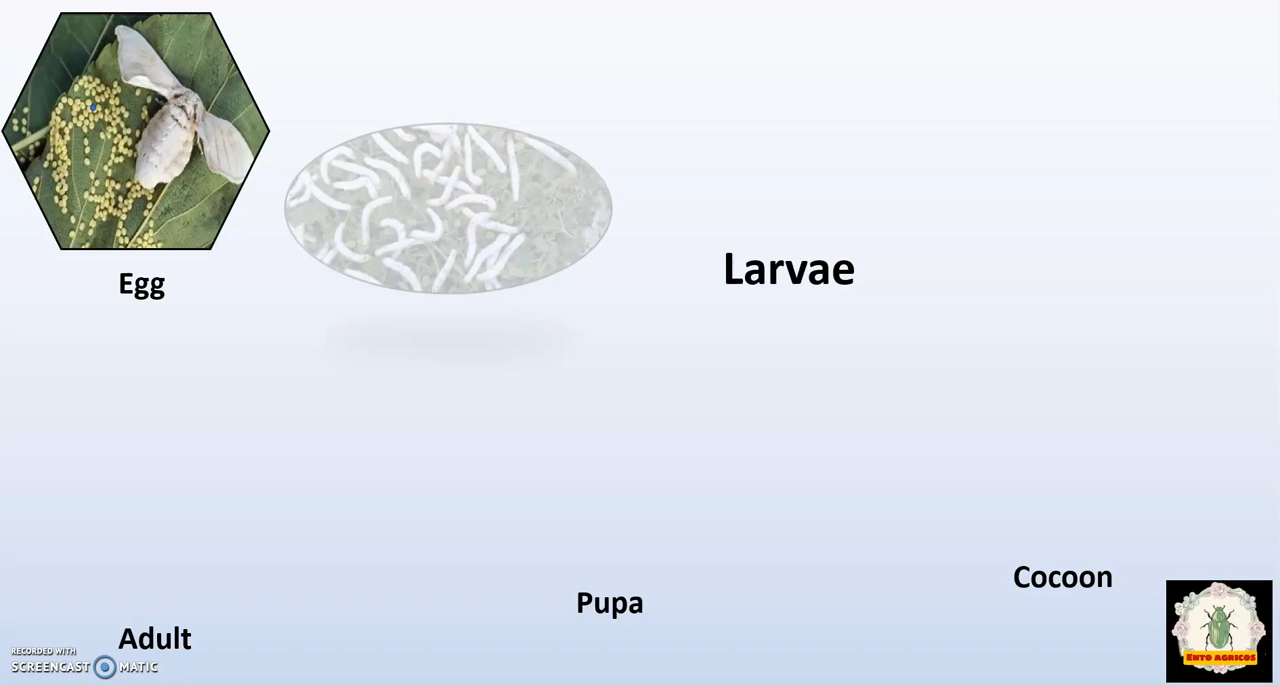 Egg
Larvae
Cocoon
Pupa
Adult
RECORDED WITH
SCREENCAST MATIC
ENTO AGRICOS